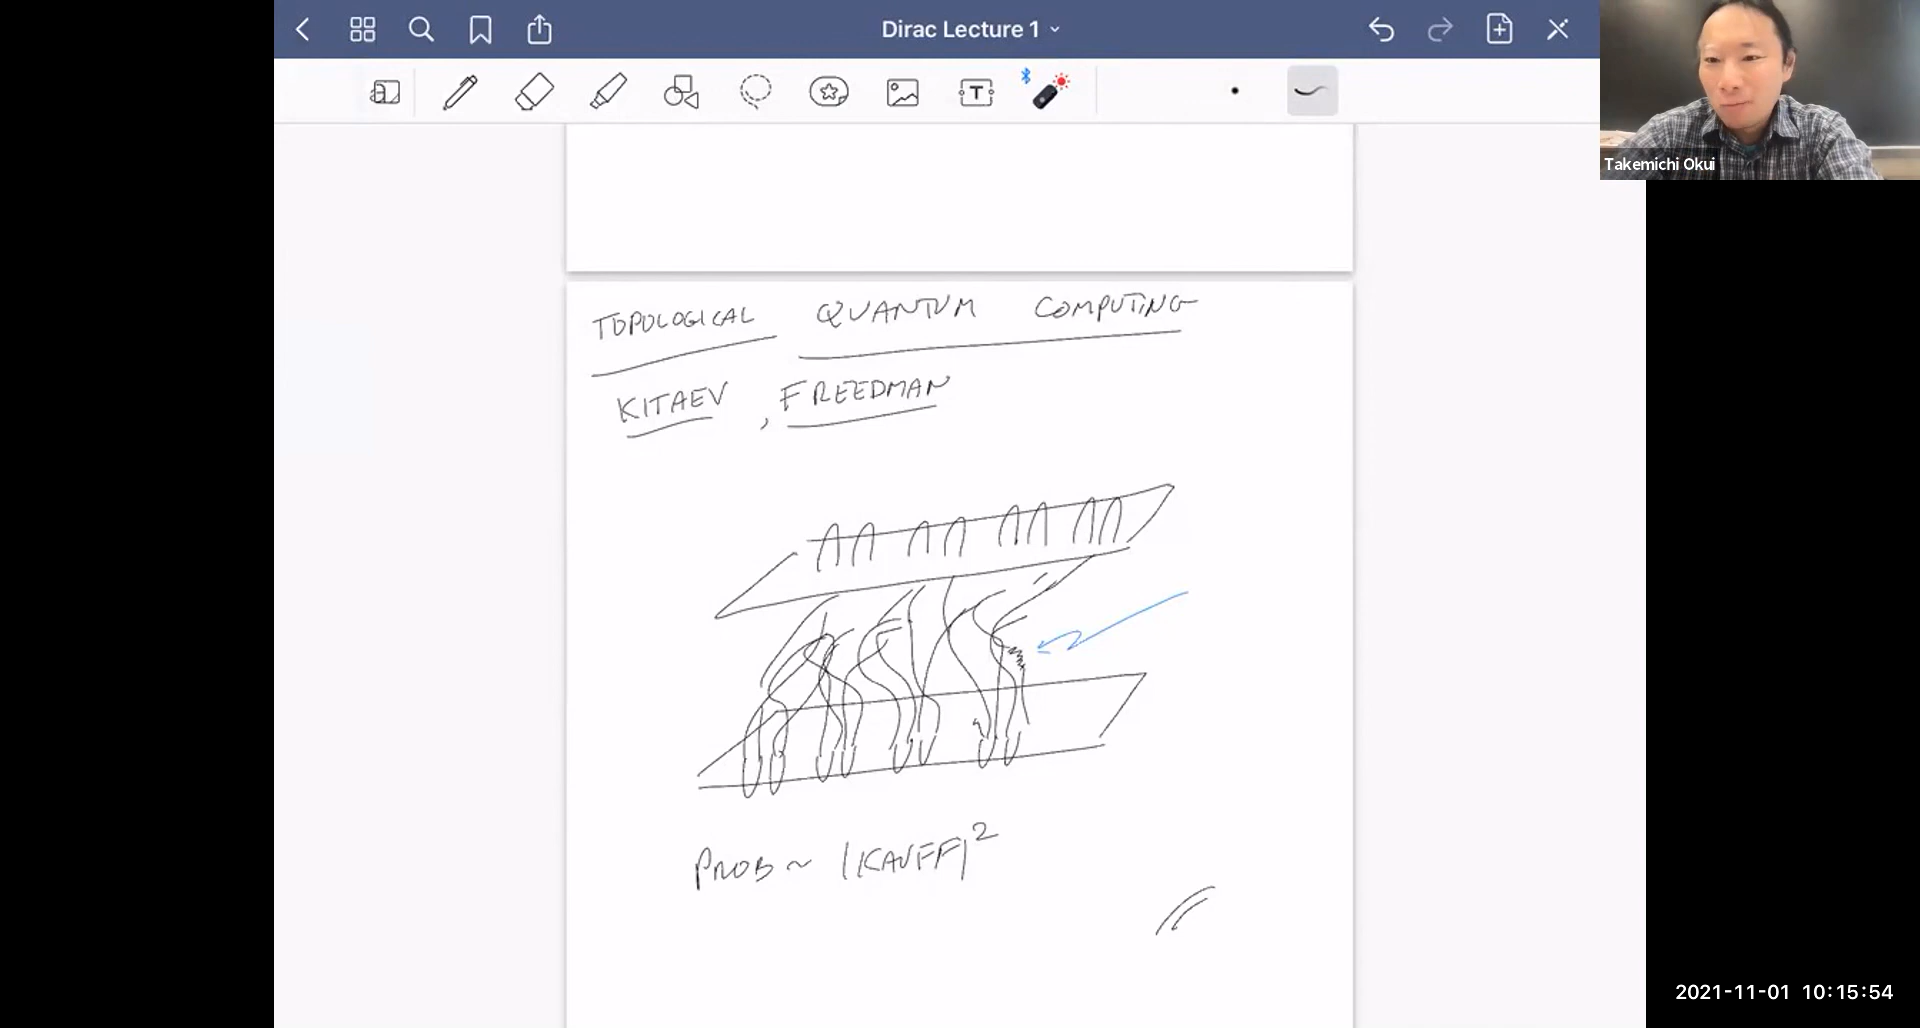 Dirac Lecture 1
T
Takemichi Okui
TOPOLOGICAL QUANTUM COMPUTING
KITAEV, FREEDMAN
PROB ~ |KAUFF|²
2021-11-01 10:15:54